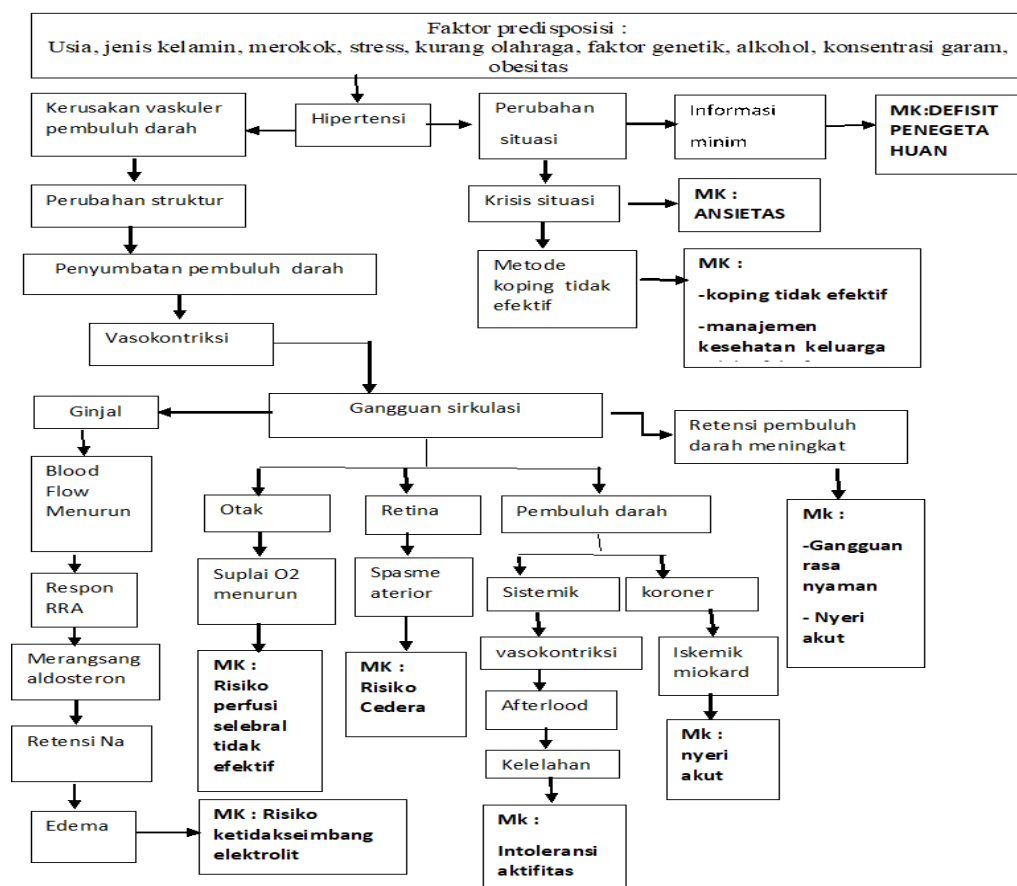 Faktor predisposisi :
Usia, jenis kelamin, merokok, stress, kurang olahraga, faktor genetik, alkohol, konsentrasi garam,
obesitas
Kerusakan vaskuler
pembuluh darah
Hipertensi
Perubahan
situasi
Informasi
minim
MK:DEFISIT
PENEGETA
HUAN
Perubahan struktur
Krisis situasi
MK :
ANSIETAS
Penyumbatan pembuluh darah
Metode
koping tidak
efektif
MK :
-koping tidak efektif
-manajemen
kesehatan keluarga
Vasokontriksi
Ginjal
Gangguan sirkulasi
Retensi pembuluh
darah meningkat
Blood
Flow
Menurun
Otak
Retina
Pembuluh darah
Mk :
-Gangguan
rasa
nyaman
- Nyeri
akut
Respon
RRA
Suplai O2
menurun
Spasme
aterior
Sistemik
koroner
Merangsang
aldosteron
MK :
Risiko
perfusi
selebral
tidak
efektif
MK :
Risiko
Cedera
vasokontriksi
Iskemik
miokard
Retensi Na
Afterlood
Mk :
nyeri
akut
Kelelahan
Edema
MK : Risiko
ketidakseimbang
elektrolit
Mk :
Intoleransi
aktifitas